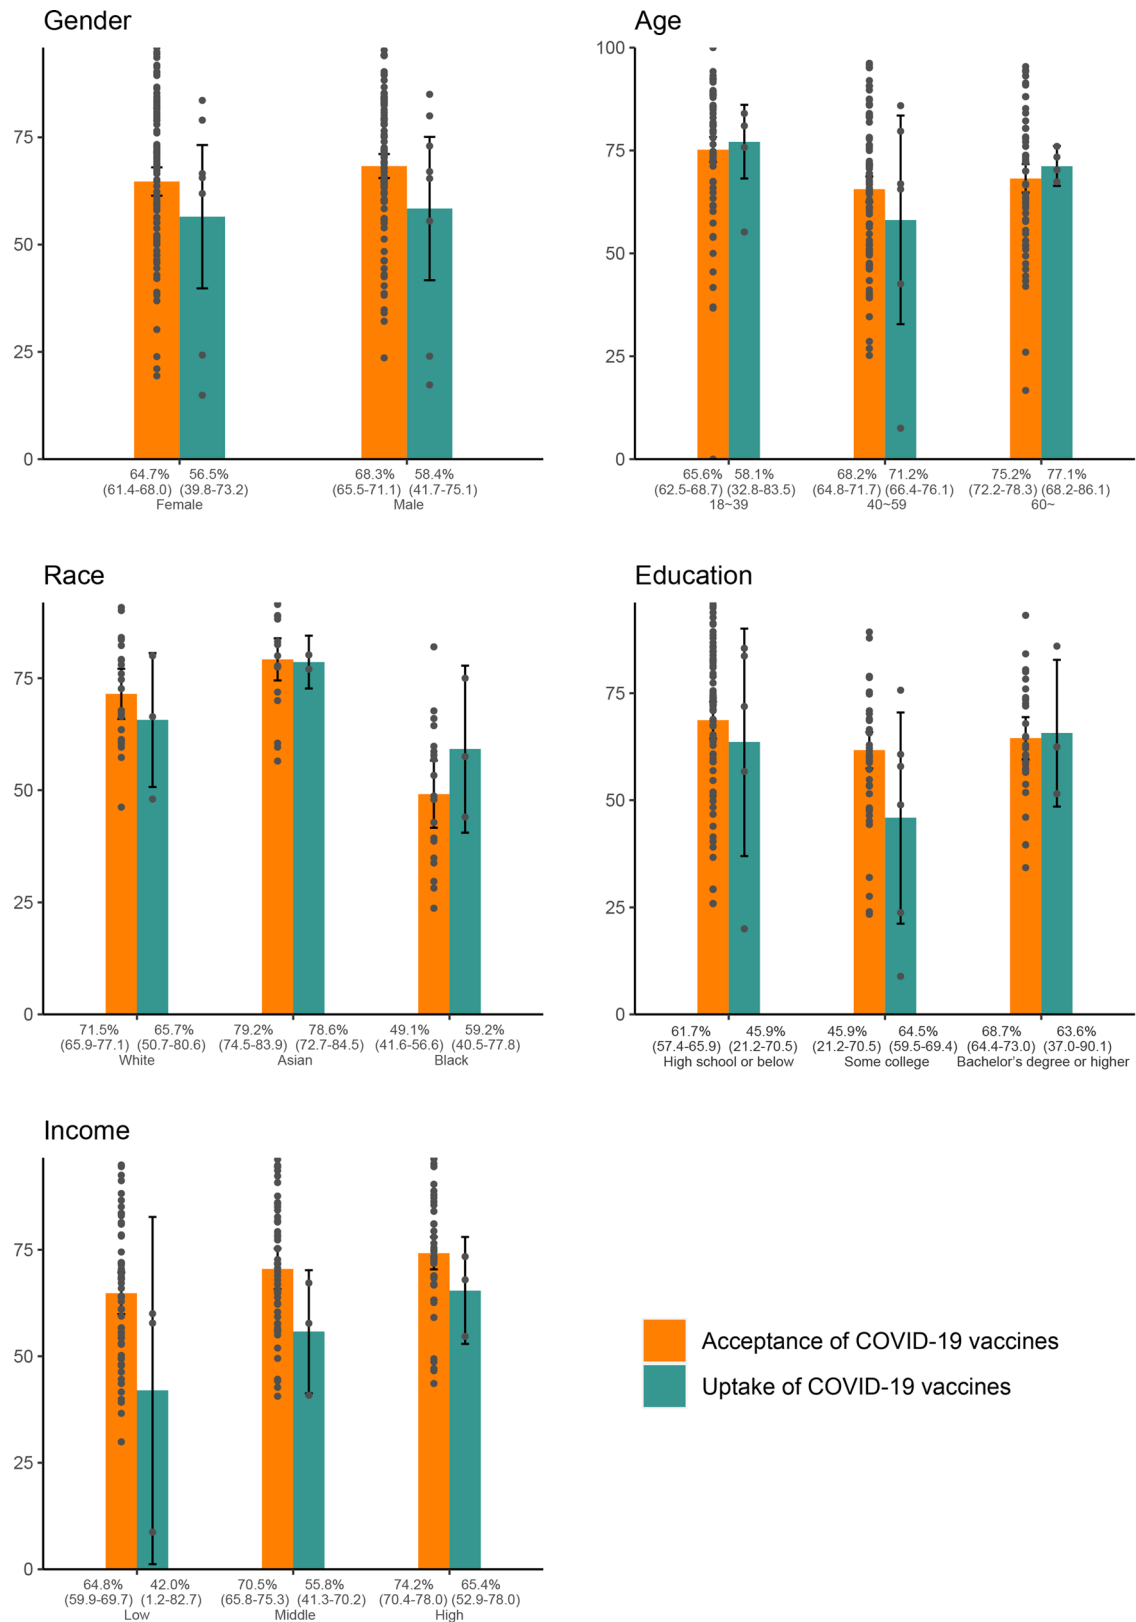 Gender
75
50
25
0
64.7% 56.5%
(61.4-68.0) (39.8-73.2)
Female
68.3% 58.4%
(65.5-71.1) (41.7-75.1)
Male
Age
100
75
50
25
0
65.6% 58.1%
(62.5-68.7) (32.8-83.5)
18~39
68.2% 71.2%
(64.8-71.7) (66.4-76.1)
40~59
75.2% 77.1%
(72.2-78.3) (68.2-86.1)
60~
Race
75
50
25
0
71.5% 65.7%
(65.9-77.1) (50.7-80.6)
White
79.2% 78.6%
(74.5-83.9) (72.7-84.5)
Asian
49.1% 59.2%
(41.6-56.6) (40.5-77.8)
Black
Education
75
50
25
0
61.7% 45.9%
(57.4-65.9) (21.2-70.5)
High school or below
45.9% 64.5%
(21.2-70.5) (59.5-69.4)
Some college
68.7% 63.6%
(64.4-73.0) (37.0-90.1)
Bachelor's degree or higher
Income
75
50
25
0
64.8% 42.0%
(59.9-69.7) (1.2-82.7)
Low
70.5% 55.8%
(65.8-75.3) (41.3-70.2)
Middle
74.2% 65.4%
(70.4-78.0) (52.9-78.0)
High
Acceptance of COVID-19 vaccines
Uptake of COVID-19 vaccines